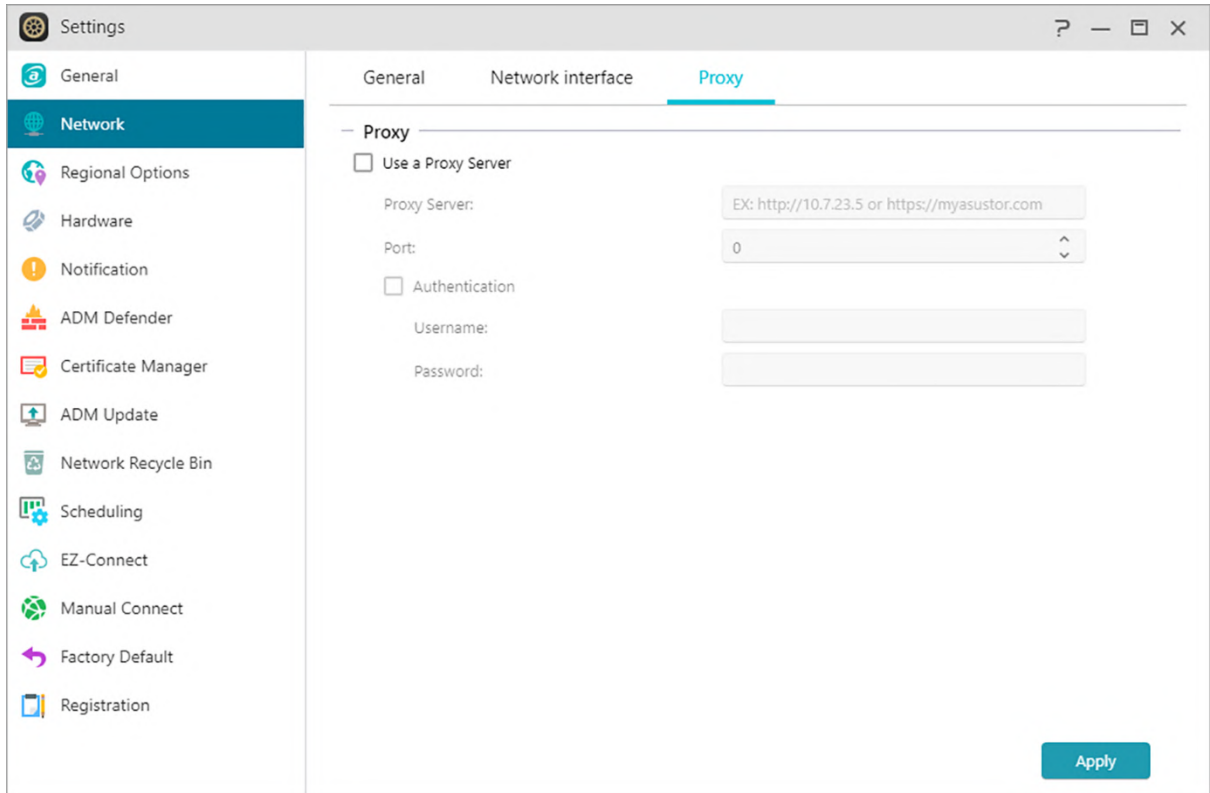 Settings
General
Network
Regional Options
Hardware
Notification
ADM Defender
Certificate Manager
ADM Update
Network Recycle Bin
Scheduling
EZ-Connect
Manual Connect
Factory Default
Registration
General Network interface Proxy
Proxy
Use a Proxy Server
Proxy Server: EX: http://10.7.23.5 or https://myasustor.com
Port: 0
Authentication
Username:
Password:
Apply